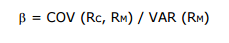 β = COV (Rc, RM) / VAR (RM)